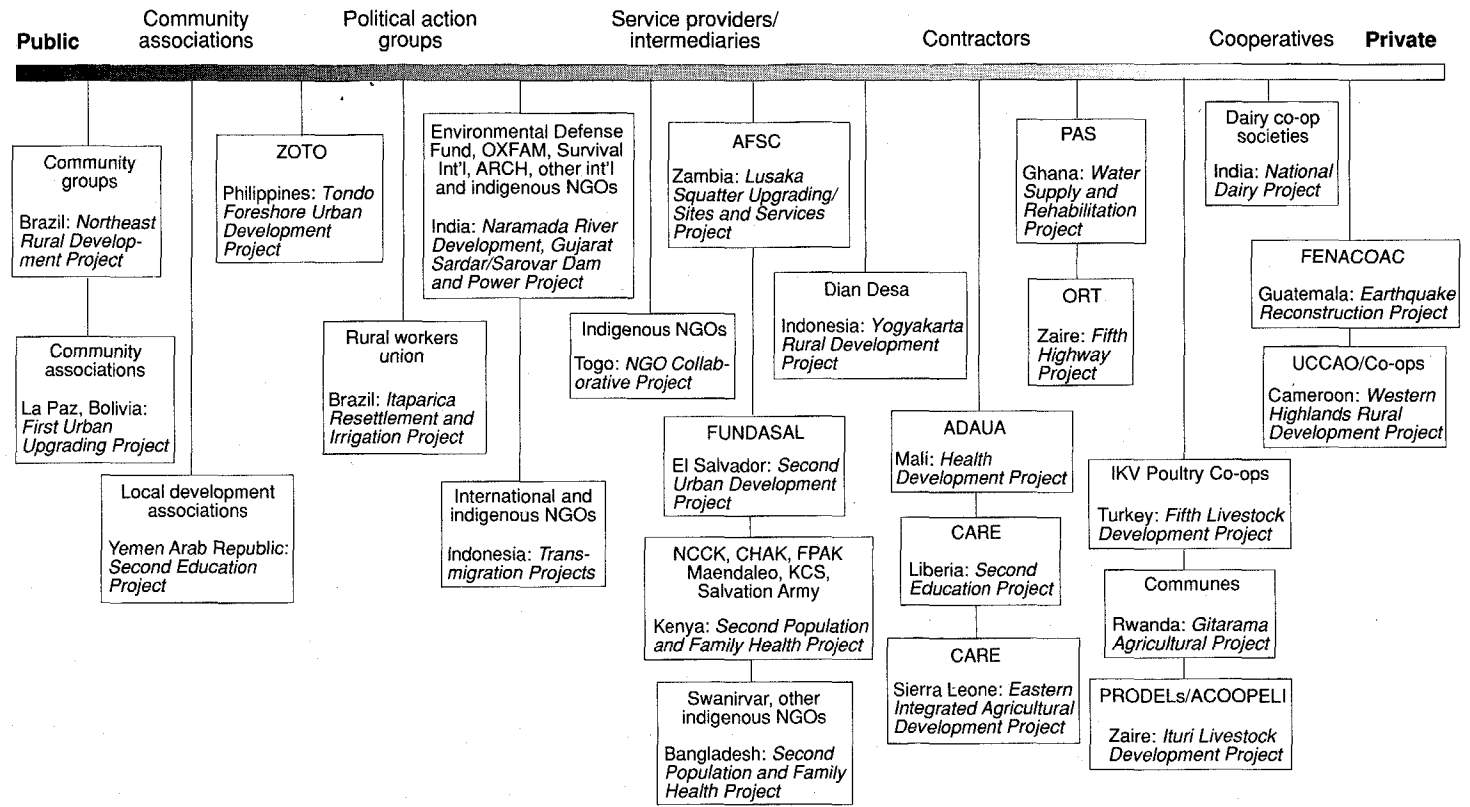 Public
Community
associations
Political action
groups
Service providers/
intermediaries
Contractors
Cooperatives
Private
Community
groups
Brazil: Northeast
Rural Develop-
ment Project
Community
associations
La Paz, Bolivia:
First Urban
Upgrading Project
Local development
associations
Yemen Arab Republic:
Second Education
Project
ZOTO
Philippines: Tondo
Foreshore Urban
Development
Project
Rural workers
union
Brazil: Itaparica
Resettlement and
Irrigation Project
Environmental Defense
Fund, OXFAM, Survival
Int'l, ARCH, other int'l
and indigenous NGOs
India: Naramada River
Development, Gujarat
Sardar/Sarovar Dam
and Power Project
International and
indigenous NGOs
Indonesia: Trans-
migration Projects
Indigenous NGOs
Togo: NGO Collab-
orative Project
AFSC
Zambia: Lusaka
Squatter Upgrading/
Sites and Services
Project
FUNDASAL
El Salvador: Second
Urban Development
Project
NCCK, CHAK, FPAK
Maendaleo, KCS,
Salvation Army
Kenya: Second Population
and Family Health Project
Swanirvar, other
indigenous NGOs
Bangladesh: Second
Population and Family
Health Project
Dian Desa
Indonesia: Yogyakarta
Rural Development
Project
ADAUA
Mali: Health
Development Project
CARE
Liberia: Second
Education Project
CARE
Sierra Leone: Eastern
Integrated Agricultural
Development Project
PAS
Ghana: Water
Supply and
Rehabilitation
Project
ORT
Zaire: Fifth
Highway
Project
IKV Poultry Co-ops
Turkey: Fifth Livestock
Development Project
Communes
Rwanda: Gitarama
Agricultural Project
PRODELs/ACOOPELI
Zaire: Ituri Livestock
Development Project
Dairy co-op
societies
India: National
Dairy Project
FENACOAC
Guatemala: Earthquake
Reconstruction Project
UCCAO/Co-ops
Cameroon: Western
Highlands Rural
Development Project